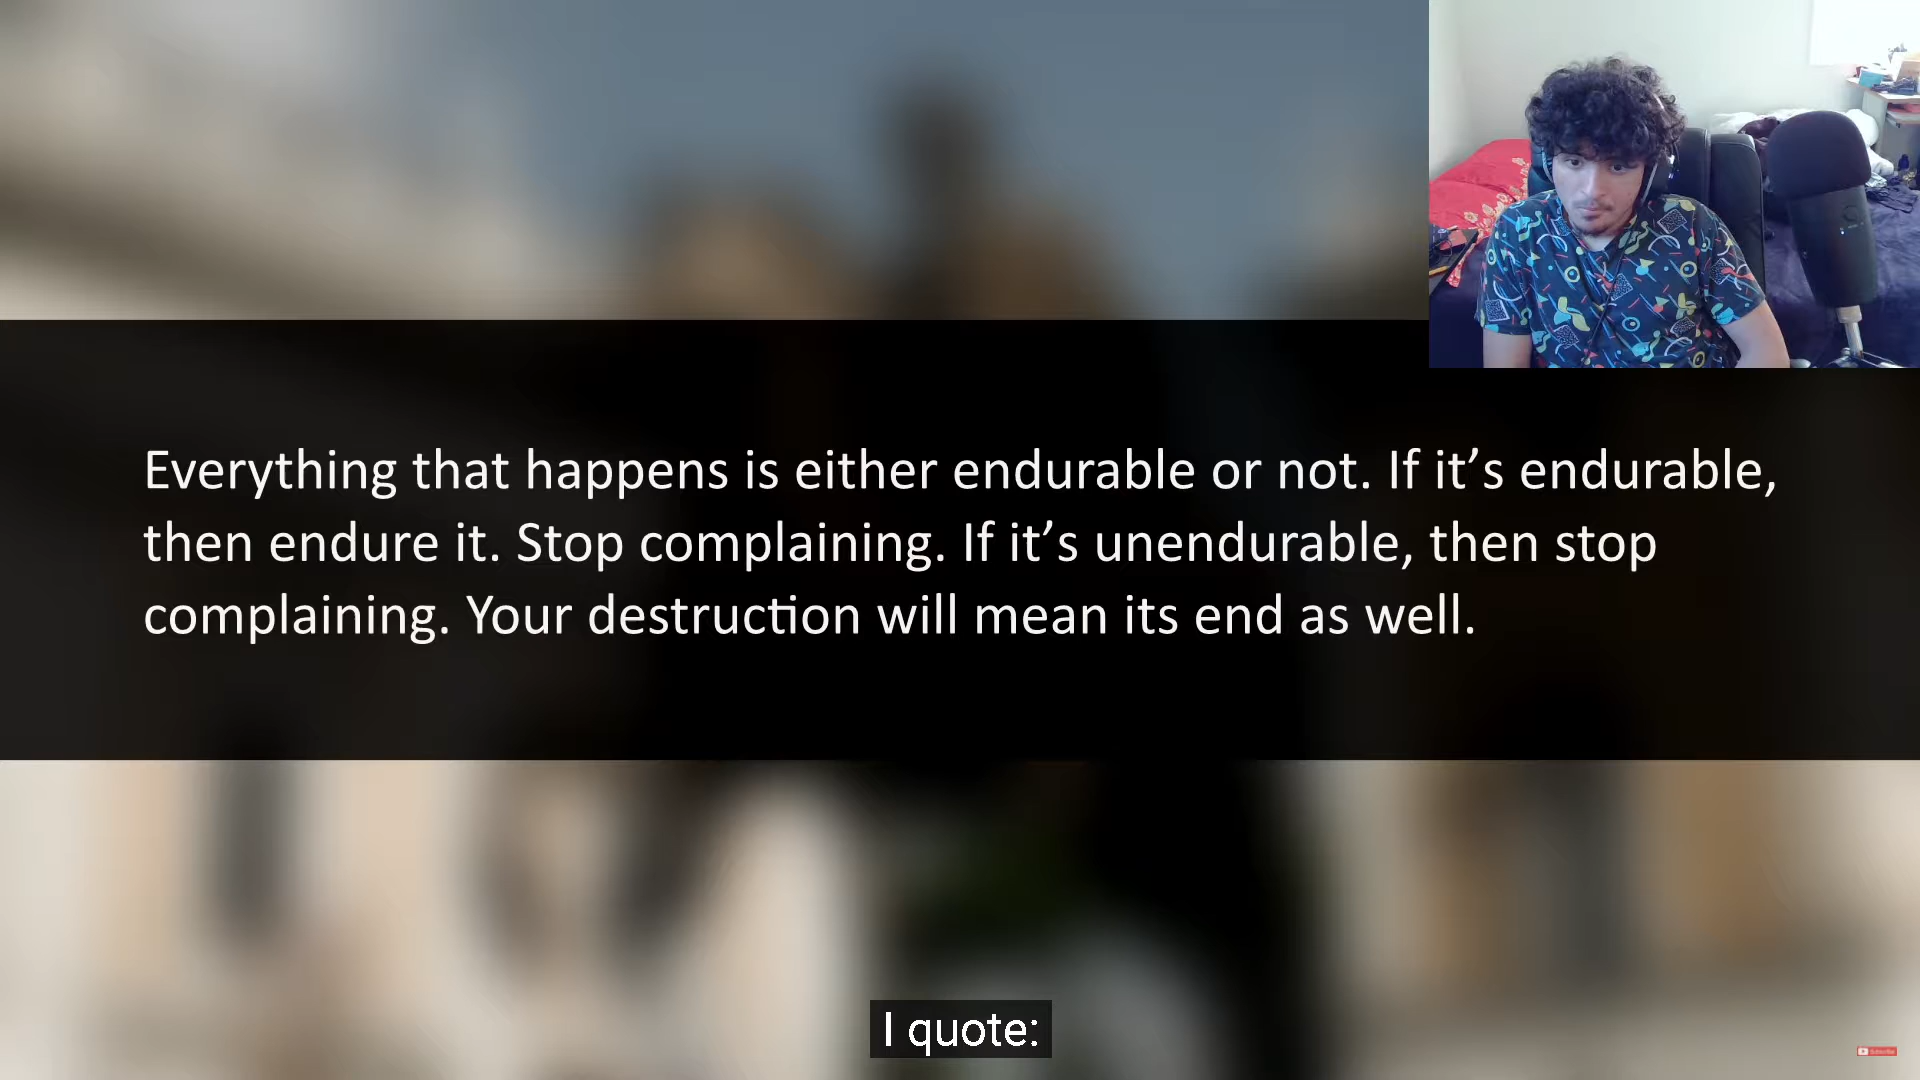 Everything that happens is either endurable or not. If it’s endurable,
then endure it. Stop complaining. If it’s unendurable, then stop
complaining. Your destruction will mean its end as well.
I quote:
Subscribe